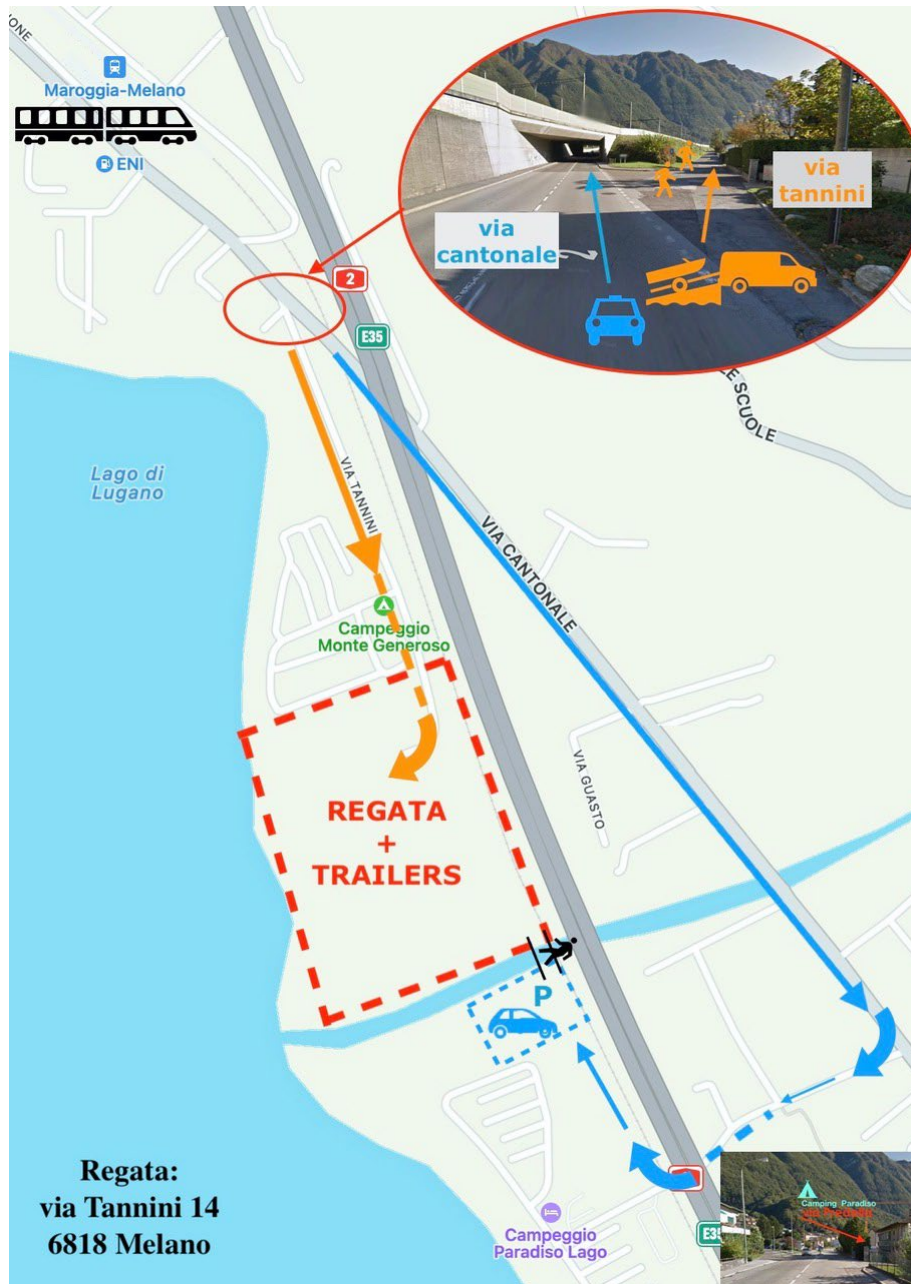 Maroggia-Melano
ENI
via
cantonale
via
tannini
2
E35
LE SCUOLE
Lago di
Lugano
VIA TANNINI
VIA CANTONALE
Campeggio
Monte Generoso
VIA GUASTO
REGATA
+
TRAILERS
P
Regata:
via Tannini 14
6818 Melano
Campeggio
Paradiso Lago
E35
Camping Paradiso